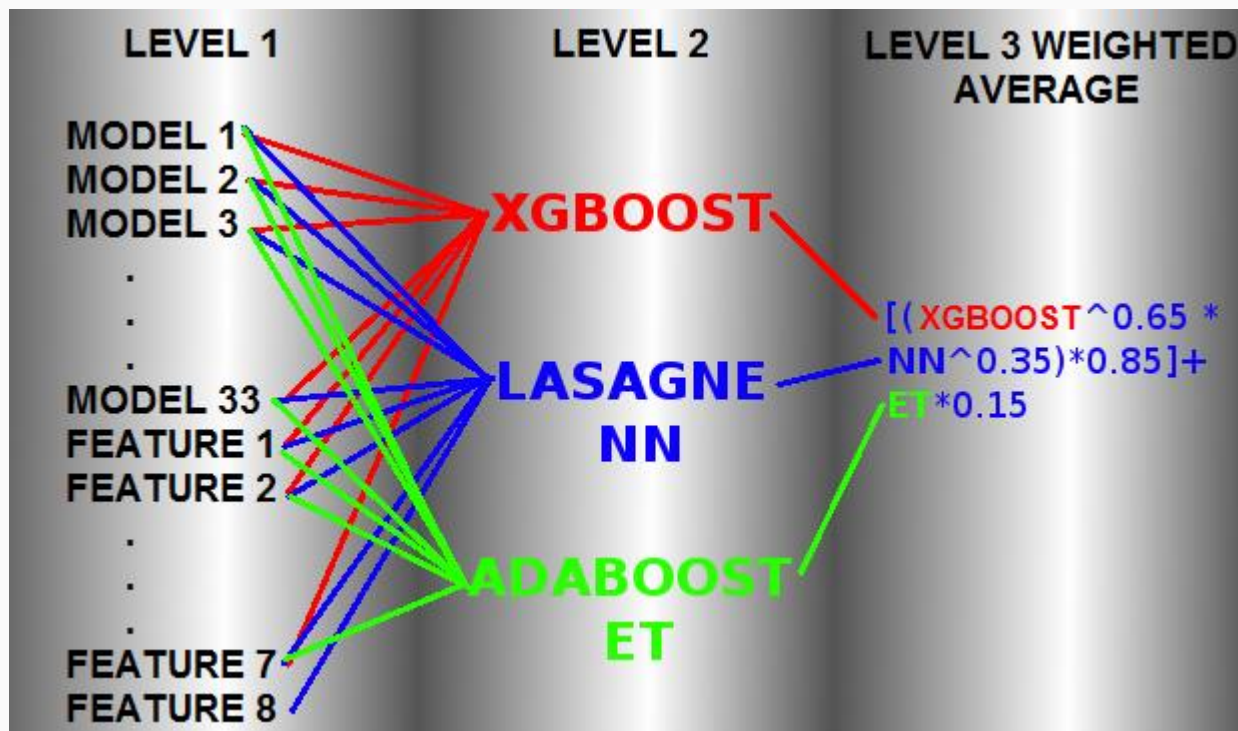 LEVEL 1
MODEL 1
MODEL 2
MODEL 3
.
.
.
MODEL 33
FEATURE 1
FEATURE 2
.
.
.
FEATURE 7
FEATURE 8
LEVEL 2
XGBOOST
LASAGNE
NN
ADABOOST
ET
LEVEL 3 WEIGHTED
AVERAGE
[(XGBOOST^0.65 *
NN^0.35)*0.85]+
ET*0.15